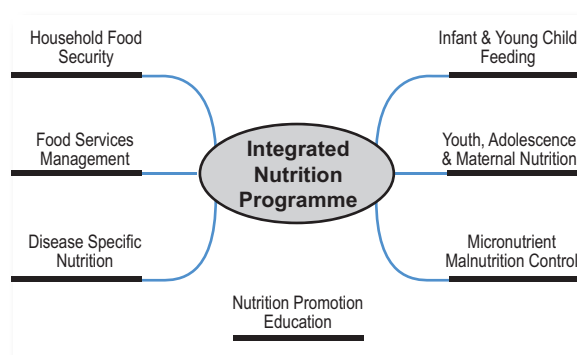 Household Food
Security
Infant & Young Child
Feeding
Food Services
Management
Integrated
Nutrition
Programme
Youth, Adolescence
& Maternal Nutrition
Disease Specific
Nutrition
Micronutrient
Malnutrition Control
Nutrition Promotion
Education